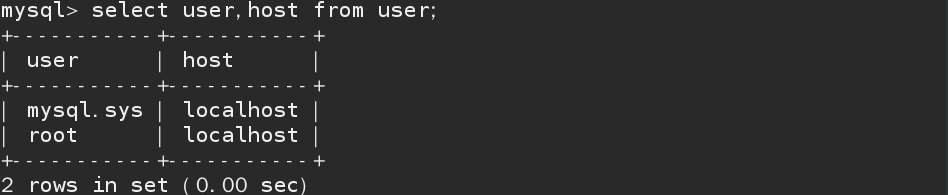 mysql> select user,host from user;
+-----------+-----------+
| user      | host      |
+-----------+-----------+
| mysql.sys | localhost |
| root      | localhost |
+-----------+-----------+
2 rows in set (0.00 sec)